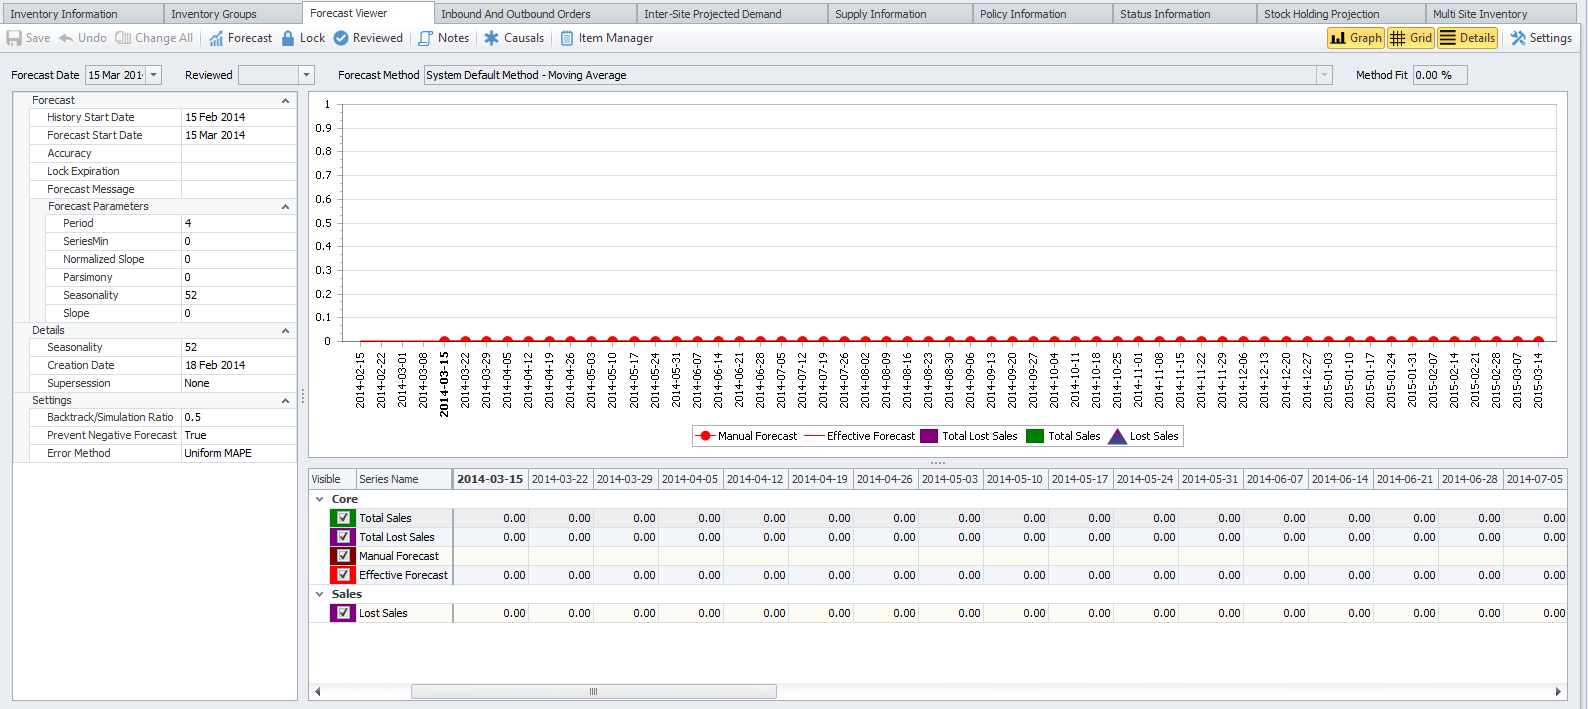 Inventory Information Inventory Groups Forecast Viewer Inbound And Outbound Orders Inter-Site Projected Demand Supply Information Policy Information Status Information Stock Holding Projection Multi Site Inventory
Save Undo Change All Forecast Lock Reviewed Notes Causals Item Manager Graph Grid Details Settings
Forecast Date 15 Mar 201 Reviewed Forecast Method System Default Method - Moving Average Method Fit 0.00 %
Forecast
History Start Date 15 Feb 2014
Forecast Start Date 15 Mar 2014
Accuracy
Lock Expiration
Forecast Message
Forecast Parameters
Period 4
SeriesMin 0
Normalized Slope 0
Parsimony 0
Seasonality 52
Slope 0
Details
Seasonality 52
Creation Date 18 Feb 2014
Supersession None
Settings
Backtrack/Simulation Ratio 0.5
Prevent Negative Forecast True
Error Method Uniform MAPE
1
0.9
0.8
0.7
0.6
0.5
0.4
0.3
0.2
0.1
0
2014-02-15 2014-02-22 2014-03-01 2014-03-08 2014-03-15 2014-03-22 2014-03-29 2014-04-05 2014-04-12 2014-04-19 2014-04-26 2014-05-03 2014-05-10 2014-05-17 2014-05-24 2014-05-31 2014-06-07 2014-06-14 2014-06-21 2014-06-28 2014-07-05 2014-07-12 2014-07-19 2014-07-26 2014-08-02 2014-08-09 2014-08-16 2014-08-23 2014-08-30 2014-09-06 2014-09-13 2014-09-20 2014-09-27 2014-10-04 2014-10-11 2014-10-18 2014-10-25 2014-11-01 2014-11-08 2014-11-15 2014-11-22 2014-11-29 2014-12-06 2014-12-13 2014-12-20 2014-12-27 2015-01-03 2015-01-10 2015-01-17 2015-01-24 2015-01-31 2015-02-07 2015-02-14 2015-02-21 2015-02-28 2015-03-07 2015-03-14
Manual Forecast Effective Forecast Total Lost Sales Total Sales Lost Sales
Visible Series Name 2014-03-15 2014-03-22 2014-03-29 2014-04-05 2014-04-12 2014-04-19 2014-04-26 2014-05-03 2014-05-10 2014-05-17 2014-05-24 2014-05-31 2014-06-07 2014-06-14 2014-06-21 2014-06-28 2014-07-05
Core
Total Sales 0.00 0.00 0.00 0.00 0.00 0.00 0.00 0.00 0.00 0.00 0.00 0.00 0.00 0.00 0.00 0.00 0.00
Total Lost Sales 0.00 0.00 0.00 0.00 0.00 0.00 0.00 0.00 0.00 0.00 0.00 0.00 0.00 0.00 0.00 0.00 0.00
Manual Forecast
Effective Forecast 0.00 0.00 0.00 0.00 0.00 0.00 0.00 0.00 0.00 0.00 0.00 0.00 0.00 0.00 0.00 0.00 0.00
Sales
Lost Sales 0.00 0.00 0.00 0.00 0.00 0.00 0.00 0.00 0.00 0.00 0.00 0.00 0.00 0.00 0.00 0.00 0.00